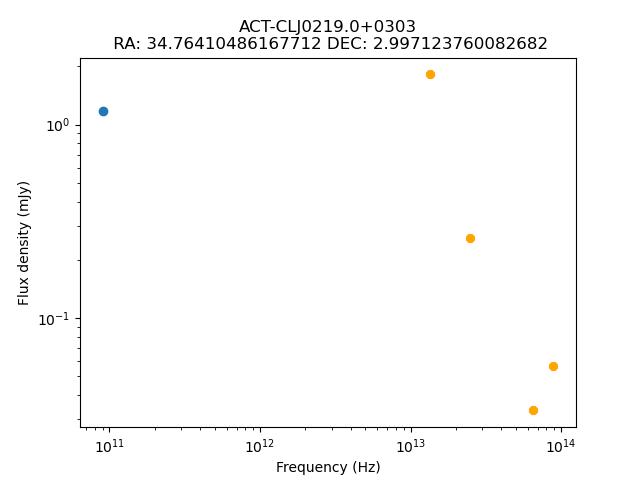 ACT-CLJ0219.0+0303
RA: 34.76410486167712 DEC: 2.997123760082682
Flux density (mJy)
10⁰
10⁻¹
10¹¹ 10¹² 10¹³ 10¹⁴
Frequency (Hz)